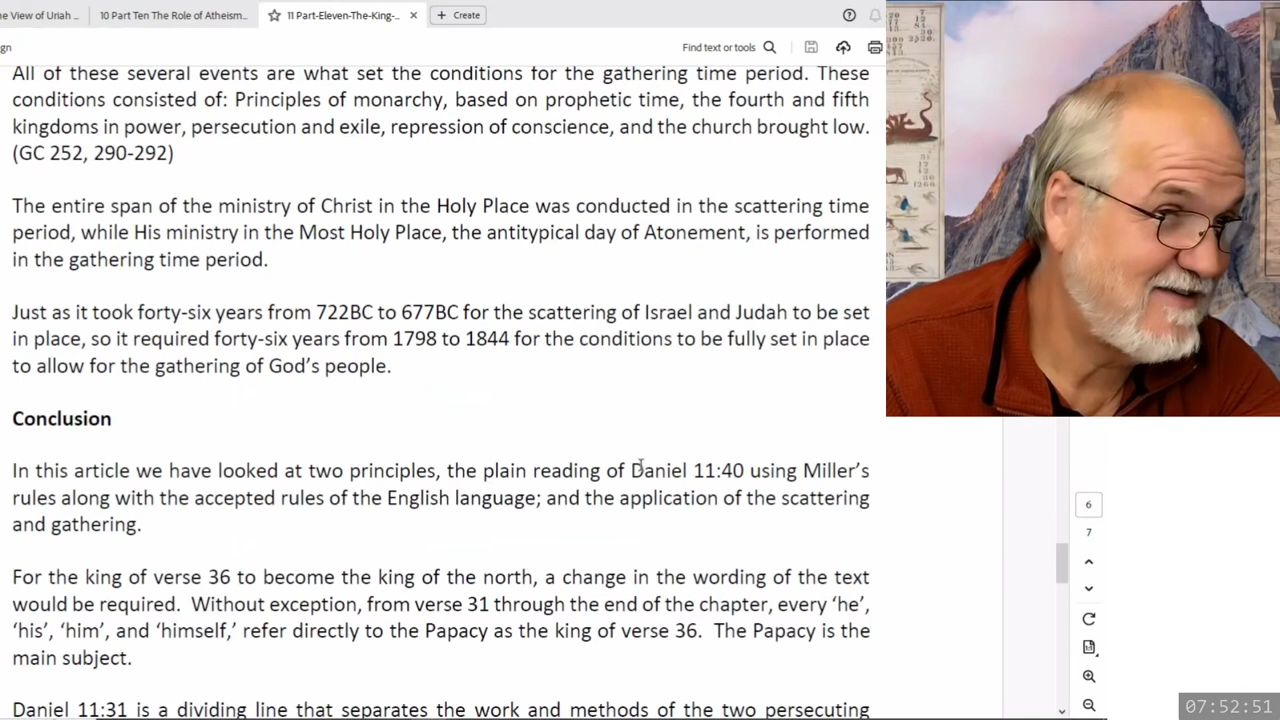 e View of Uriah ...
10 Part Ten The Role of Atheism...
11 Part-Eleven-The-King-...
Create
gn
Find text or tools
All of these several events are what set the conditions for the gathering time period. These
conditions consisted of: Principles of monarchy, based on prophetic time, the fourth and fifth
kingdoms in power, persecution and exile, repression of conscience, and the church brought low.
(GC 252, 290-292)
The entire span of the ministry of Christ in the Holy Place was conducted in the scattering time
period, while His ministry in the Most Holy Place, the antitypical day of Atonement, is performed
in the gathering time period.
Just as it took forty-six years from 722BC to 677BC for the scattering of Israel and Judah to be set
in place, so it required forty-six years from 1798 to 1844 for the conditions to be fully set in place
to allow for the gathering of God's people.
Conclusion
In this article we have looked at two principles, the plain reading of Daniel 11:40 using Miller's
rules along with the accepted rules of the English language; and the application of the scattering
and gathering.
For the king of verse 36 to become the king of the north, a change in the wording of the text
would be required. Without exception, from verse 31 through the end of the chapter, every 'he',
'his', 'him', and 'himself,' refer directly to the Papacy as the king of verse 36. The Papacy is the
main subject.
Daniel 11:31 is a dividing line that separates the work and methods of the two persecuting
6
7
1260.
07:52:51